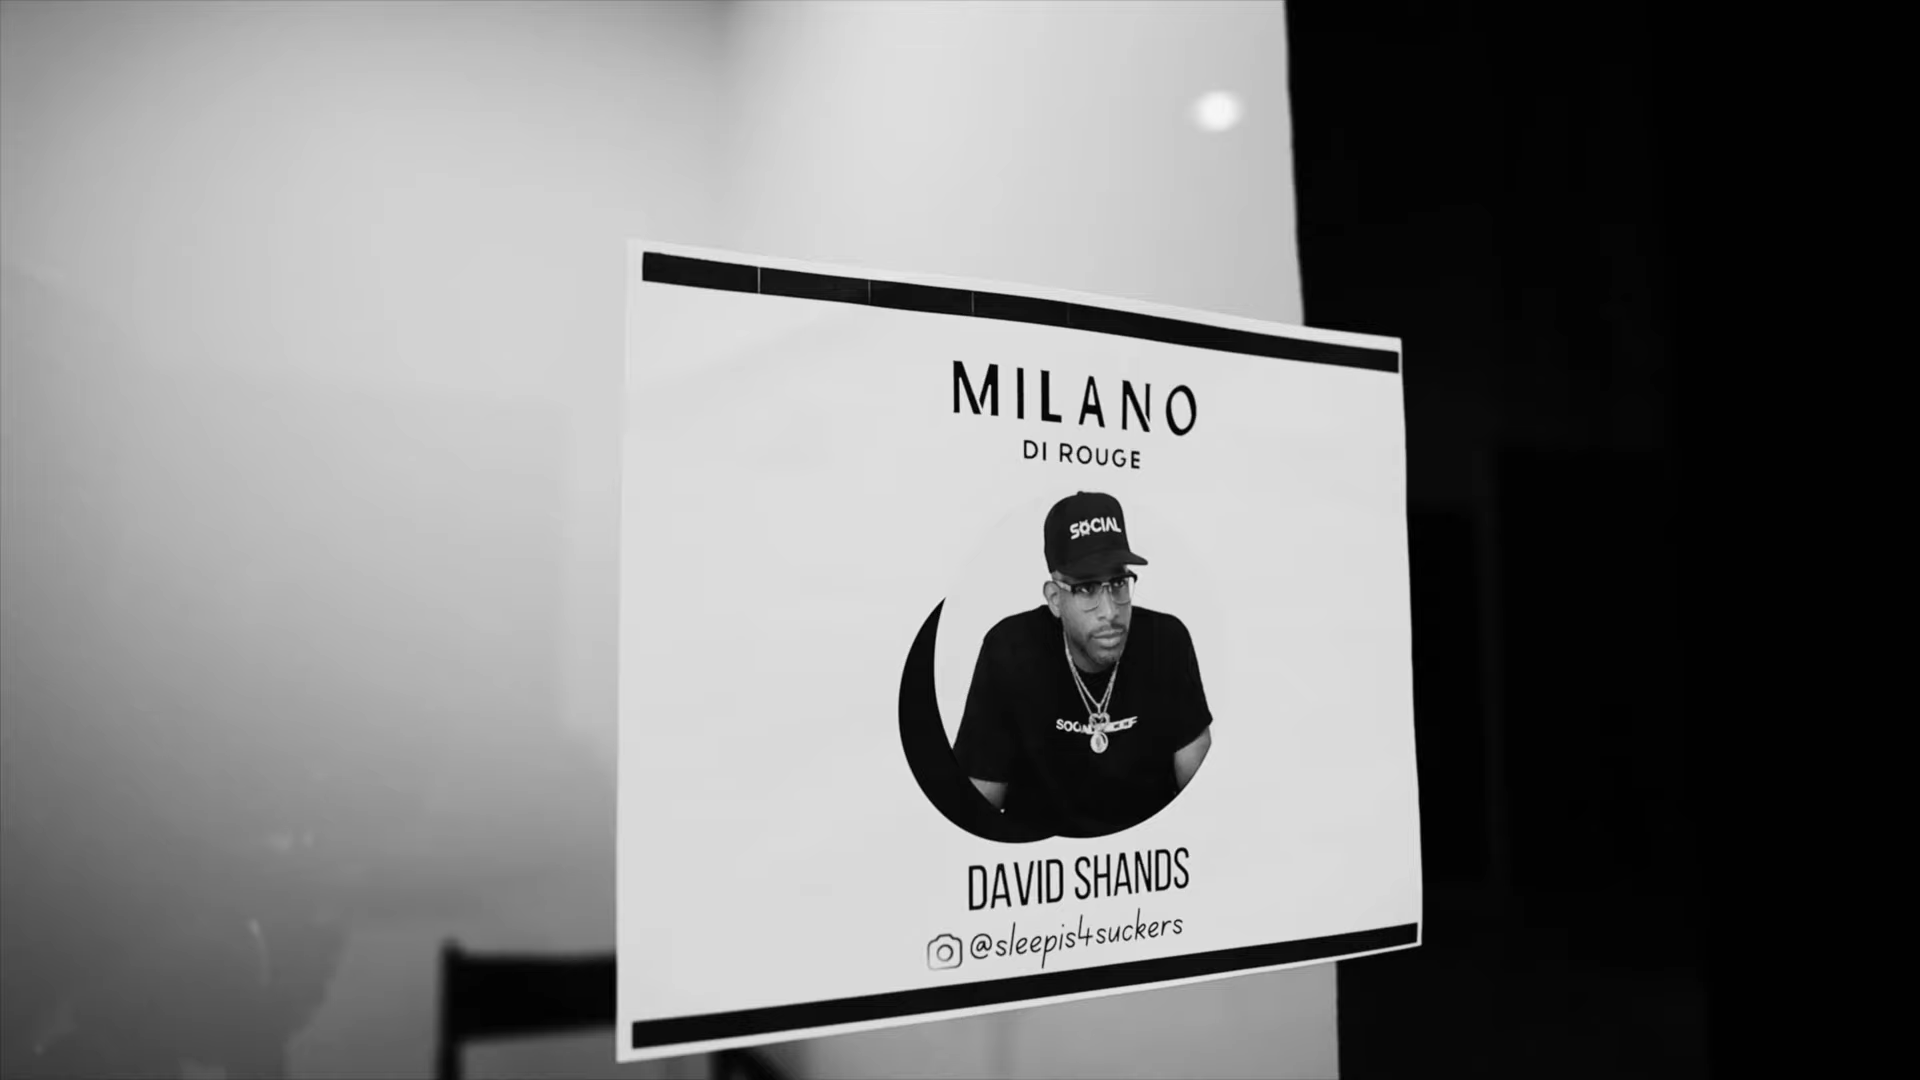 MILANO
DI ROUGE
SOCIAL
DAVID SHANDS
@sleepis4suckers